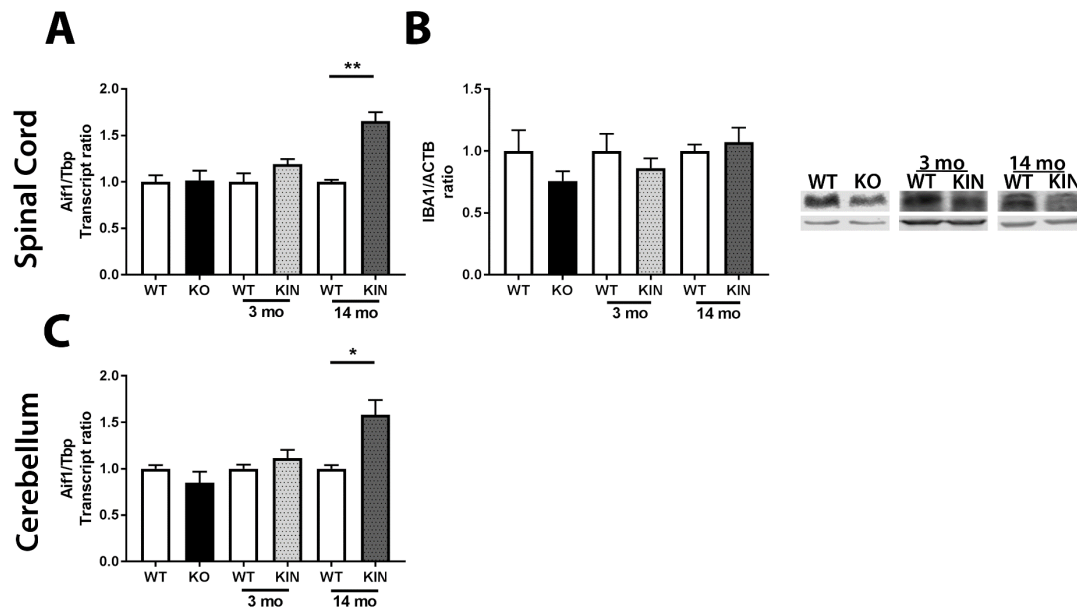 A
Spinal Cord
Aif1/Tbp
Transcript ratio
2.0
1.5
1.0
0.5
0.0
**
WT KO WT KIN WT KIN
3 mo 14 mo
B
IBA1/ACTB
ratio
1.5
1.0
0.5
0.0
WT KO WT KIN WT KIN
3 mo 14 mo
3 mo 14 mo
WT KO WT KIN WT KIN
C
Cerebellum
Aif1/Tbp
Transcript ratio
2.0
1.5
1.0
0.5
0.0
*
WT KO WT KIN WT KIN
3 mo 14 mo